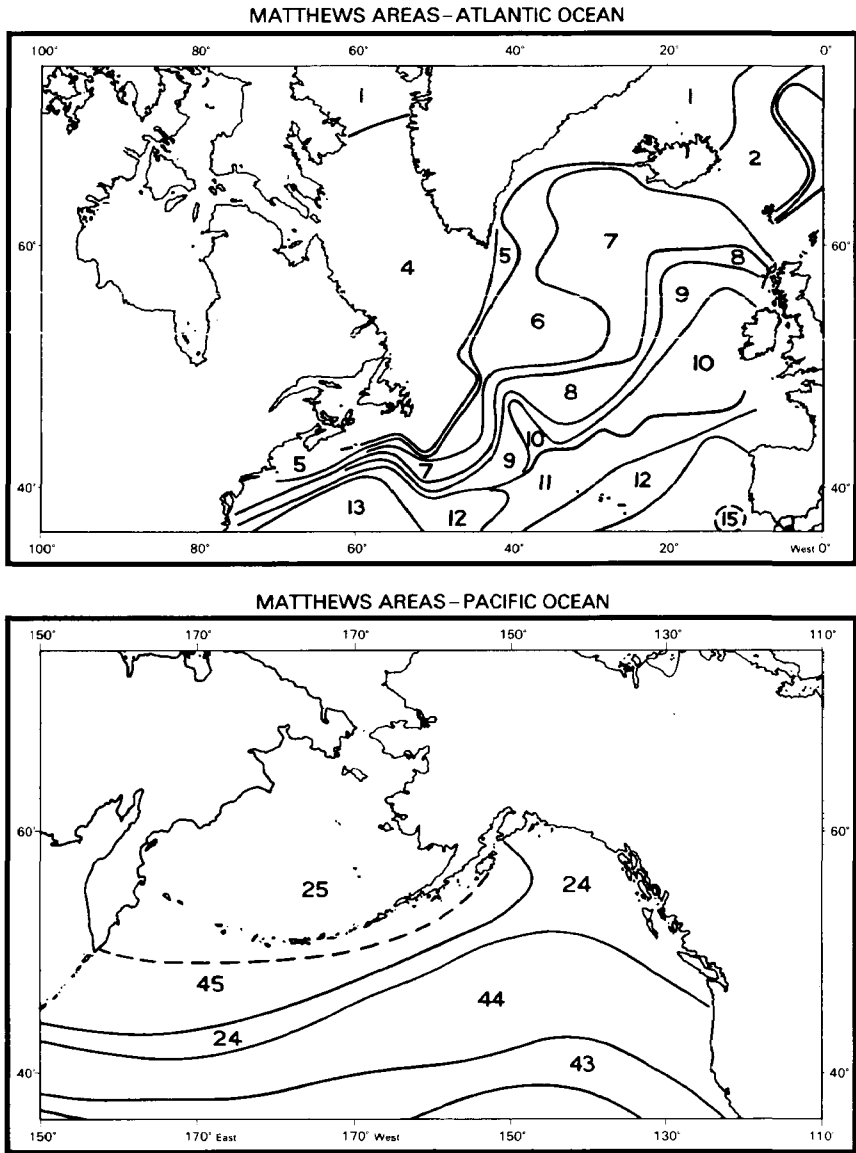 MATTHEWS AREAS–ATLANTIC OCEAN
100° 80° 60° 40° 20° 0°
1 1
2
60° 60°
4 5 7 8
9
6
10
8
10
5 7 9
40° 11 12 40°
13 12 15
100° 80° 60° 40° 20° West 0°
MATTHEWS AREAS–PACIFIC OCEAN
150° 170° 170° 150° 130° 110°
60° 60°
25 24
45
44
24
43
40° 40°
150° 170° East 170° West 150° 130° 110°